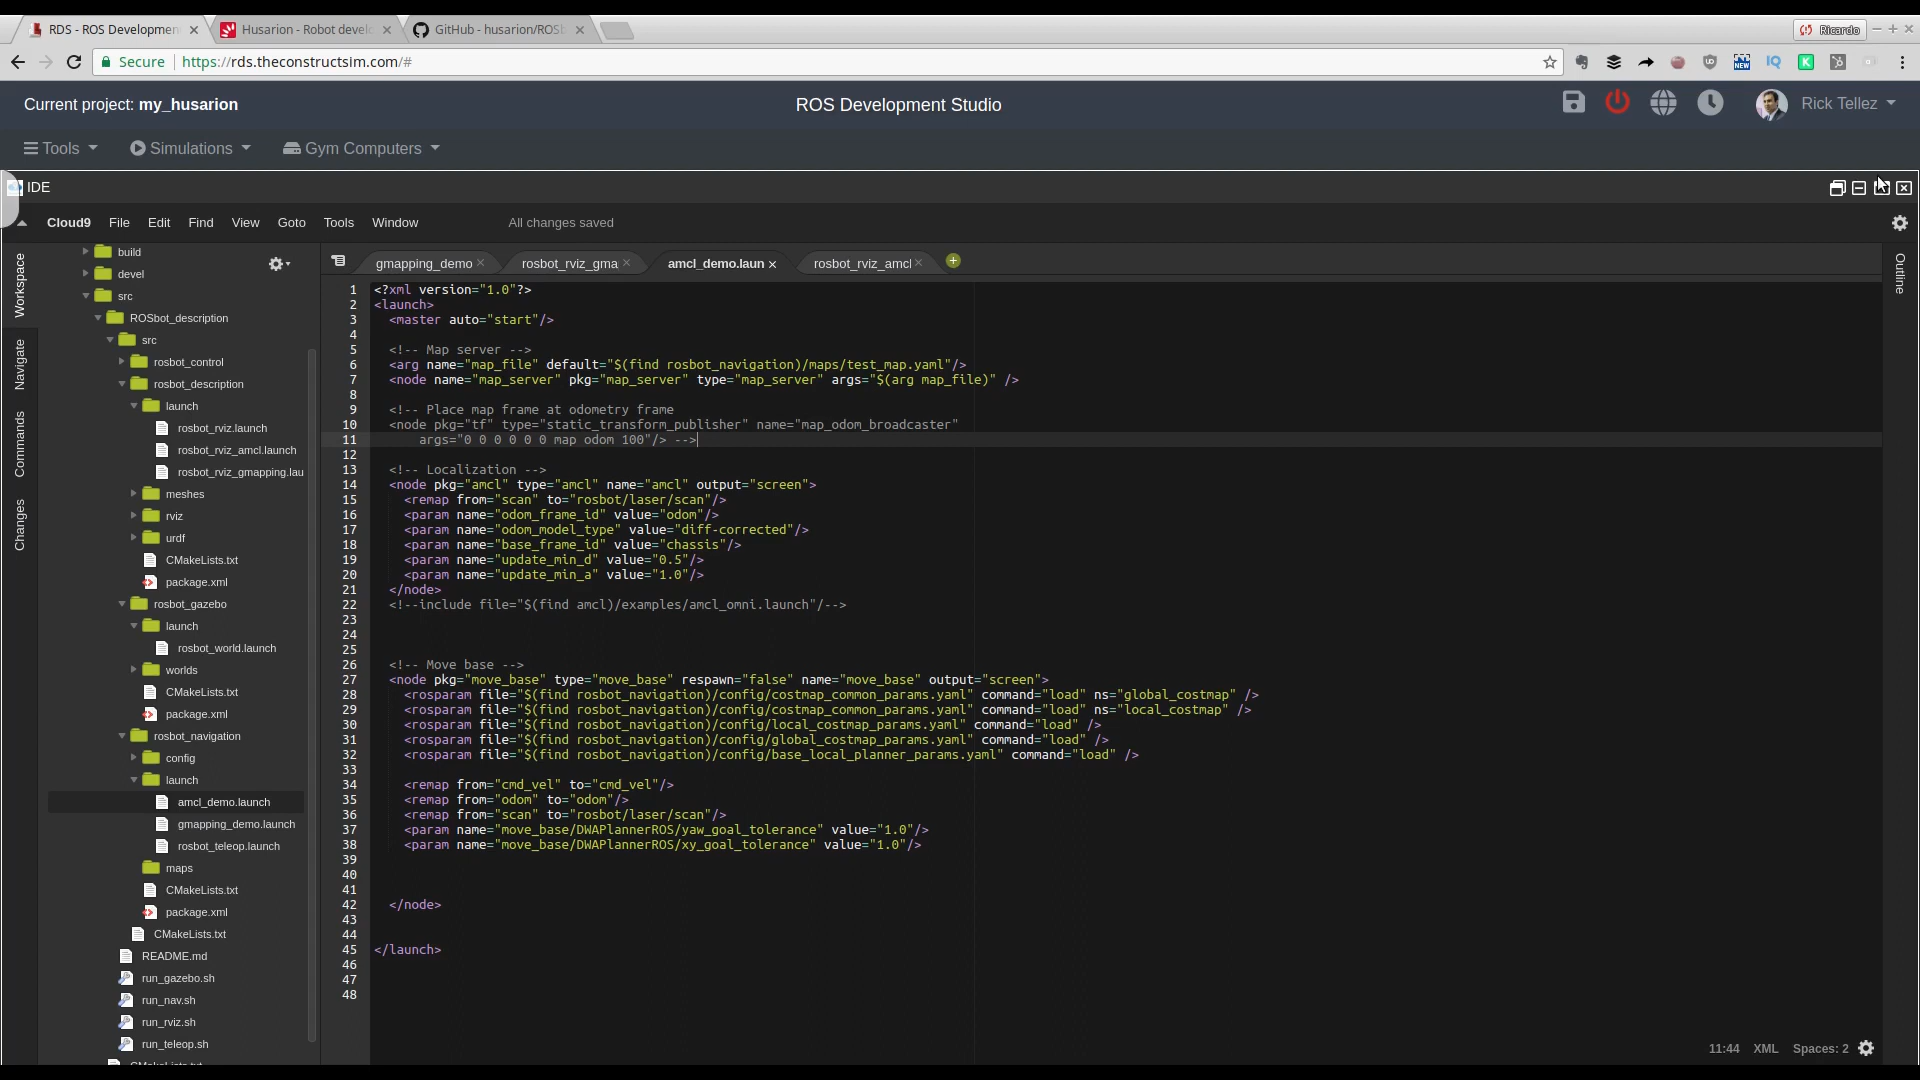 RDS - ROS Developmen
Husarion - Robot devel
GitHub - husarion/ROSb
Ricardo
Secure https://rds.theconstructsim.com/#
Current project: my_husarion
ROS Development Studio
Rick Tellez
Tools
Simulations
Gym Computers
IDE
Cloud9 File Edit Find View Goto Tools Window All changes saved
Workspace
Navigate
Commands
Changes
Outline
build
devel
src
ROSbot_description
src
rosbot_control
rosbot_description
launch
rosbot_rviz.launch
rosbot_rviz_amcl.launch
rosbot_rviz_gmapping.lau
meshes
rviz
urdf
CMakeLists.txt
package.xml
rosbot_gazebo
launch
rosbot_world.launch
worlds
CMakeLists.txt
package.xml
rosbot_navigation
config
launch
amcl_demo.launch
gmapping_demo.launch
rosbot_teleop.launch
maps
CMakeLists.txt
package.xml
CMakeLists.txt
README.md
run_gazebo.sh
run_nav.sh
run_rviz.sh
run_teleop.sh
gmapping_demo
rosbot_rviz_gma
amcl_demo.laun
rosbot_rviz_amcl
1 <?xml version="1.0"?>
2 <launch>
3 <master auto="start"/>
4
5 <!-- Map server -->
6 <arg name="map_file" default="$(find rosbot_navigation)/maps/test_map.yaml"/>
7 <node name="map_server" pkg="map_server" type="map_server" args="$(arg map_file)" />
8
9 <!-- Place map frame at odometry frame
10 <node pkg="tf" type="static_transform_publisher" name="map_odom_broadcaster"
11 args="0 0 0 0 0 0 map odom 100"/> -->
12
13 <!-- Localization -->
14 <node pkg="amcl" type="amcl" name="amcl" output="screen">
15 <remap from="scan" to="rosbot/laser/scan"/>
16 <param name="odom_frame_id" value="odom"/>
17 <param name="odom_model_type" value="diff-corrected"/>
18 <param name="base_frame_id" value="chassis"/>
19 <param name="update_min_d" value="0.5"/>
20 <param name="update_min_a" value="1.0"/>
21 </node>
22 <!--include file="$(find amcl)/examples/amcl_omni.launch"/-->
23
24
25
26 <!-- Move base -->
27 <node pkg="move_base" type="move_base" respawn="false" name="move_base" output="screen">
28 <rosparam file="$(find rosbot_navigation)/config/costmap_common_params.yaml" command="load" ns="global_costmap" />
29 <rosparam file="$(find rosbot_navigation)/config/costmap_common_params.yaml" command="load" ns="local_costmap" />
30 <rosparam file="$(find rosbot_navigation)/config/local_costmap_params.yaml" command="load" />
31 <rosparam file="$(find rosbot_navigation)/config/global_costmap_params.yaml" command="load" />
32 <rosparam file="$(find rosbot_navigation)/config/base_local_planner_params.yaml" command="load" />
33
34 <remap from="cmd_vel" to="cmd_vel"/>
35 <remap from="odom" to="odom"/>
36 <remap from="scan" to="rosbot/laser/scan"/>
37 <param name="move_base/DWAPlannerROS/yaw_goal_tolerance" value="1.0"/>
38 <param name="move_base/DWAPlannerROS/xy_goal_tolerance" value="1.0"/>
39
40
41
42 </node>
43
44
45 </launch>
46
47
48
11:44 XML Spaces: 2